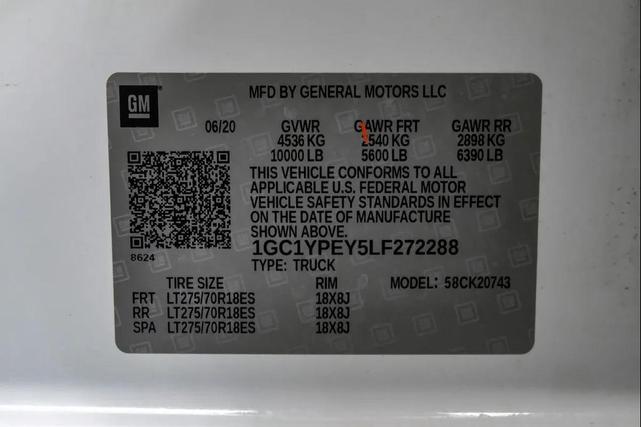 GM
MFD BY GENERAL MOTORS LLC
06/20 GVWR GAWR FRT GAWR RR
4536 KG 2540 KG 2898 KG
10000 LB 5600 LB 6390 LB
THIS VEHICLE CONFORMS TO ALL
APPLICABLE U.S. FEDERAL MOTOR
VEHICLE SAFETY STANDARDS IN EFFECT
ON THE DATE OF MANUFACTURE
SHOWN ABOVE.
1GC1YPEY5LF272288
8624
TYPE: TRUCK
TIRE SIZE RIM MODEL: 58CK20743
FRT LT275/70R18ES 18X8J
RR LT275/70R18ES 18X8J
SPA LT275/70R18ES 18X8J